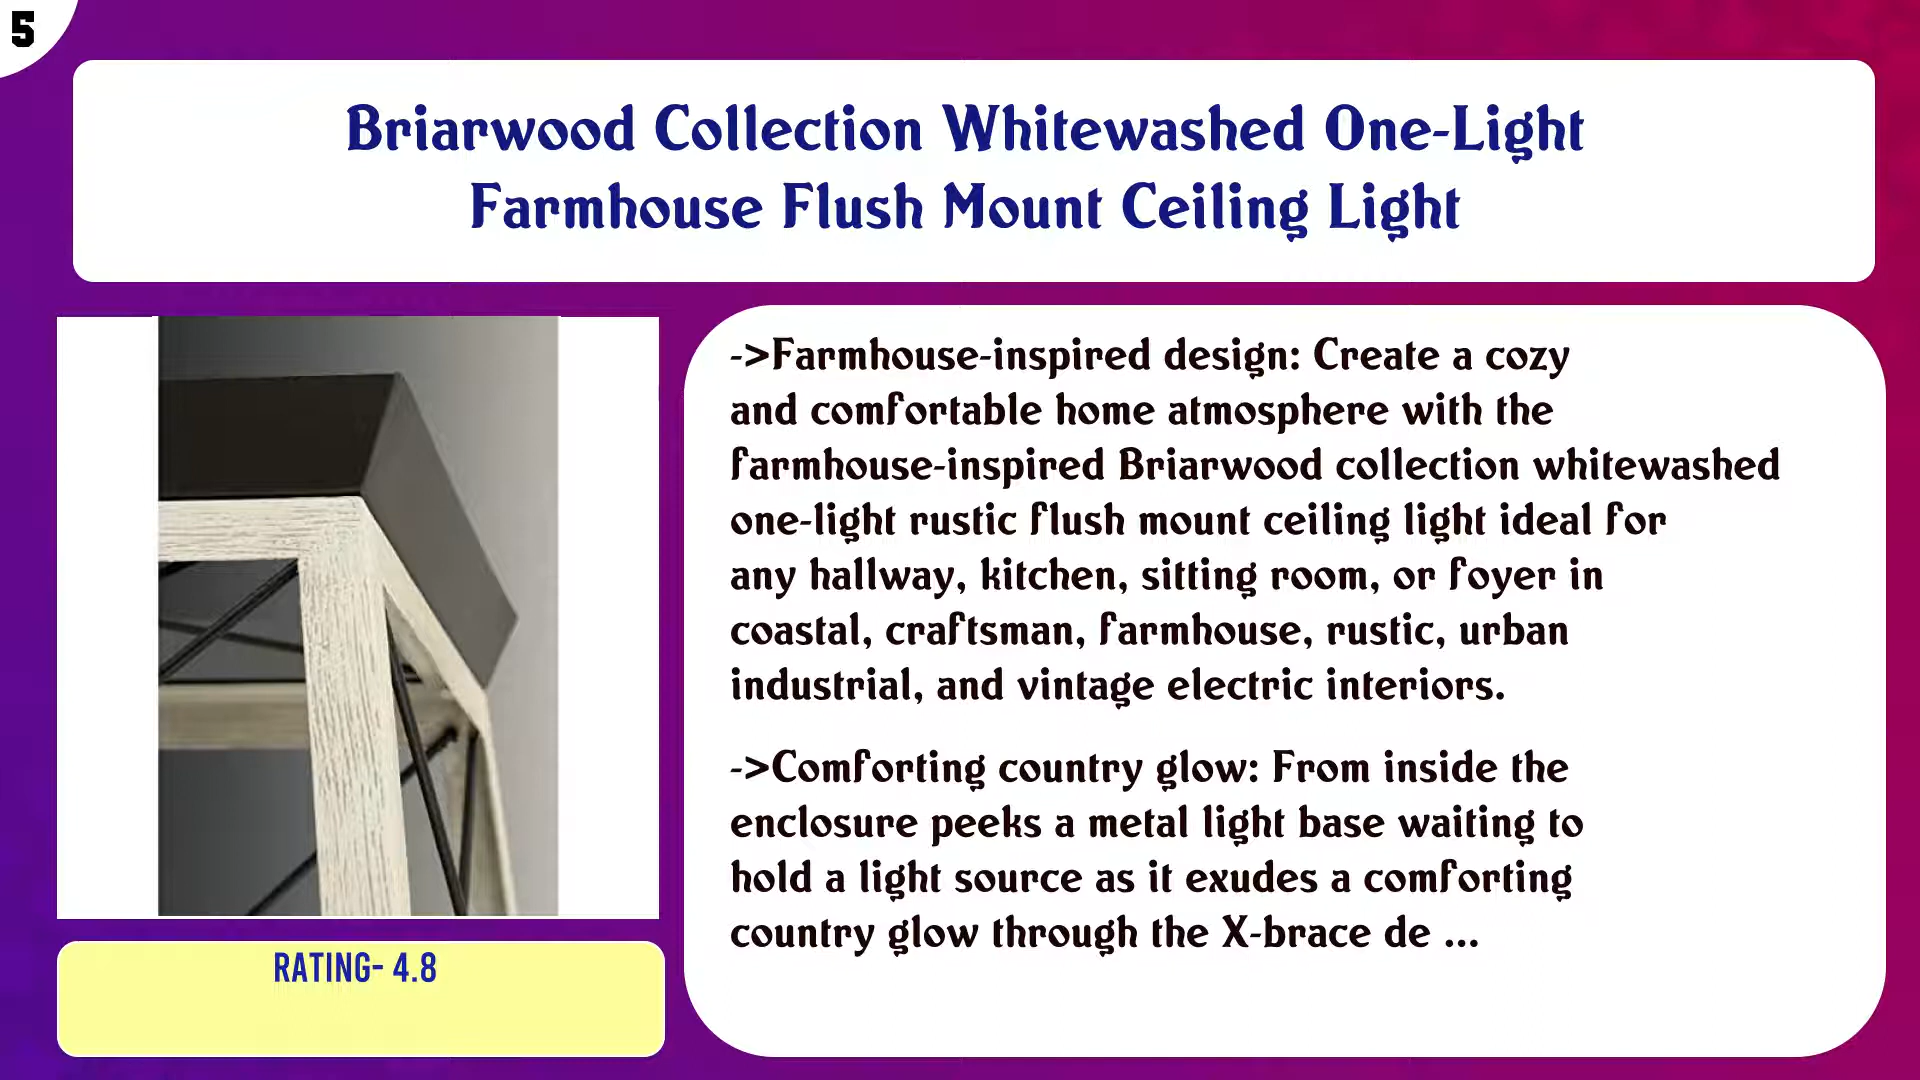 5
Briarwood Collection Whitewashed One-Light
Farmhouse Flush Mount Ceiling Light
->Farmhouse-inspired design: Create a cozy
and comfortable home atmosphere with the
farmhouse-inspired Briarwood collection whitewashed
one-light rustic flush mount ceiling light ideal for
any hallway, kitchen, sitting room, or foyer in
coastal, craftsman, farmhouse, rustic, urban
industrial, and vintage electric interiors.
->Comforting country glow: From inside the
enclosure peeks a metal light base waiting to
hold a light source as it exudes a comforting
country glow through the X-brace de ...
RATING- 4.8